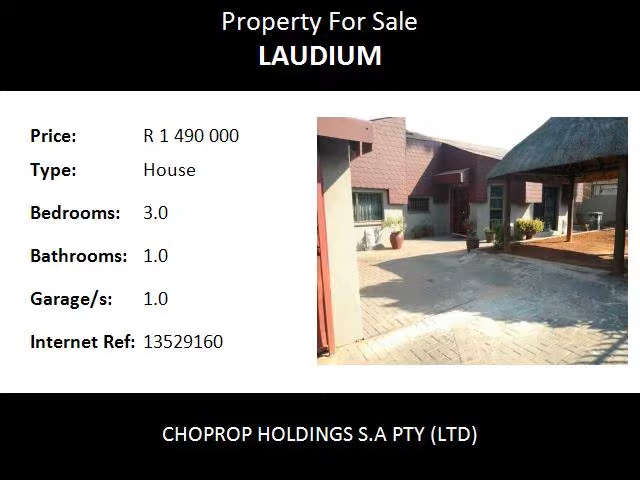 Property For Sale
LAUDIUM
Price: R 1 490 000
Type: House
Bedrooms: 3.0
Bathrooms: 1.0
Garage/s: 1.0
Internet Ref: 13529160
CHOPROP HOLDINGS S.A PTY (LTD)